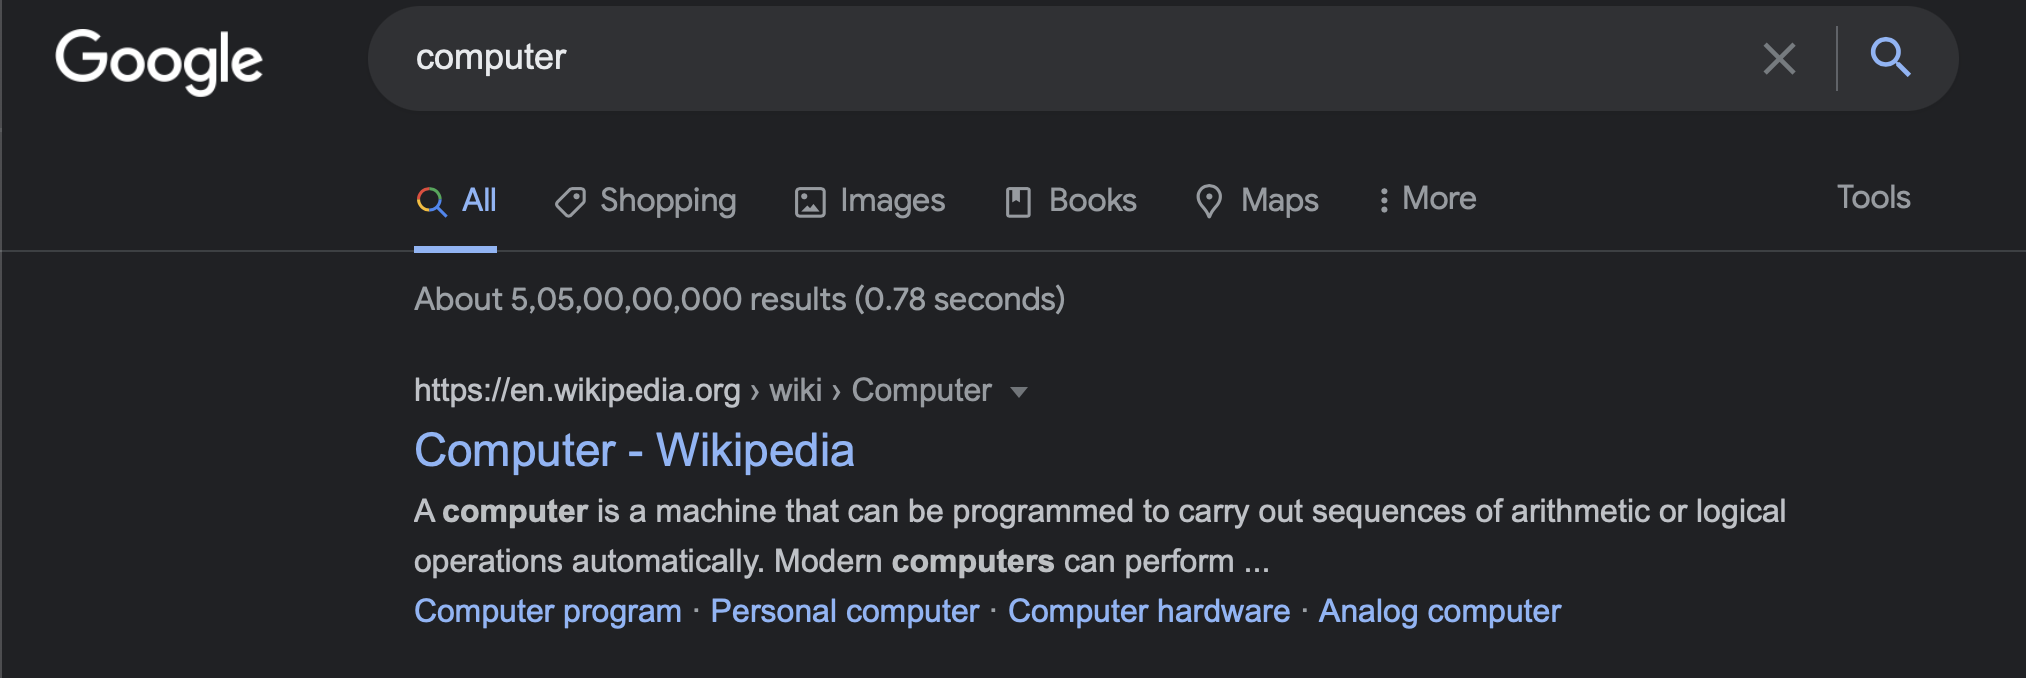 Google
computer
All Shopping Images Books Maps More Tools
About 5,05,00,00,000 results (0.78 seconds)
https://en.wikipedia.org › wiki › Computer
Computer - Wikipedia
A computer is a machine that can be programmed to carry out sequences of arithmetic or logical
operations automatically. Modern computers can perform ...
Computer program · Personal computer · Computer hardware · Analog computer